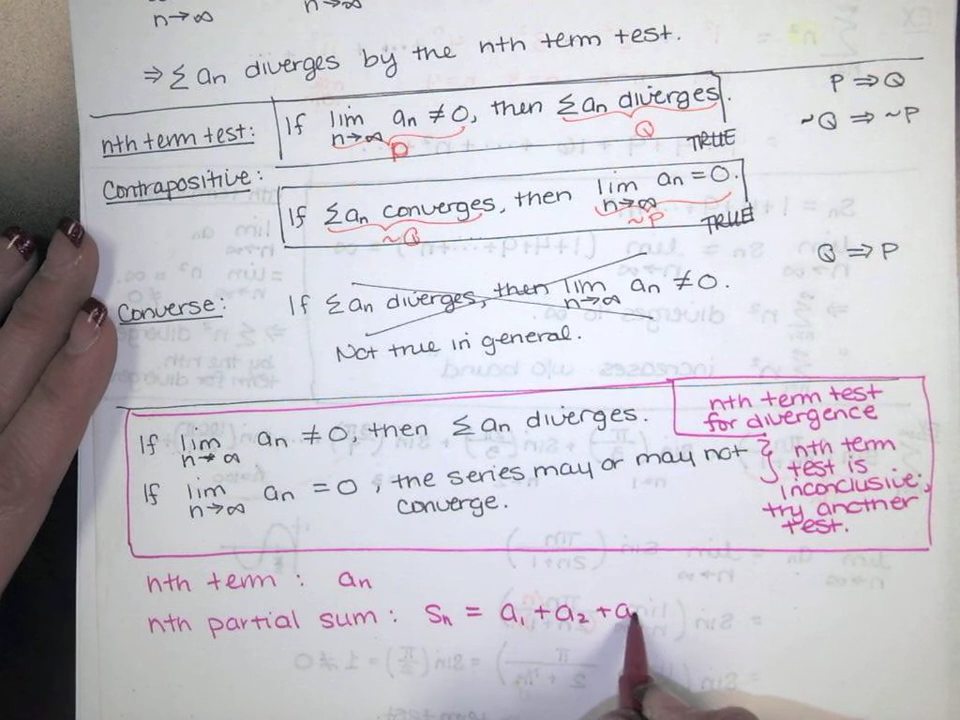 n→∞ n→∞
⇒ Σ an diverges by the nth term test.
P ⇒ Q
nth term test: If lim n→∞ an ≠ 0, then Σ an diverges.
P Q TRUE
~Q ⇒ ~P
Contrapositive: If Σ an converges, then lim n→∞ an = 0.
~Q ~P TRUE
Q ⇒ P
Converse: If Σ an diverges, then lim n→∞ an ≠ 0.
Not true in general.
nth term test
for divergence
If lim n→∞ an ≠ 0, then Σ an diverges.
If lim n→∞ an = 0, the series may or may not
converge.
} nth term
test is
inconclusive,
try another
test.
nth term : an
nth partial sum : Sn = a1 + a2 + a